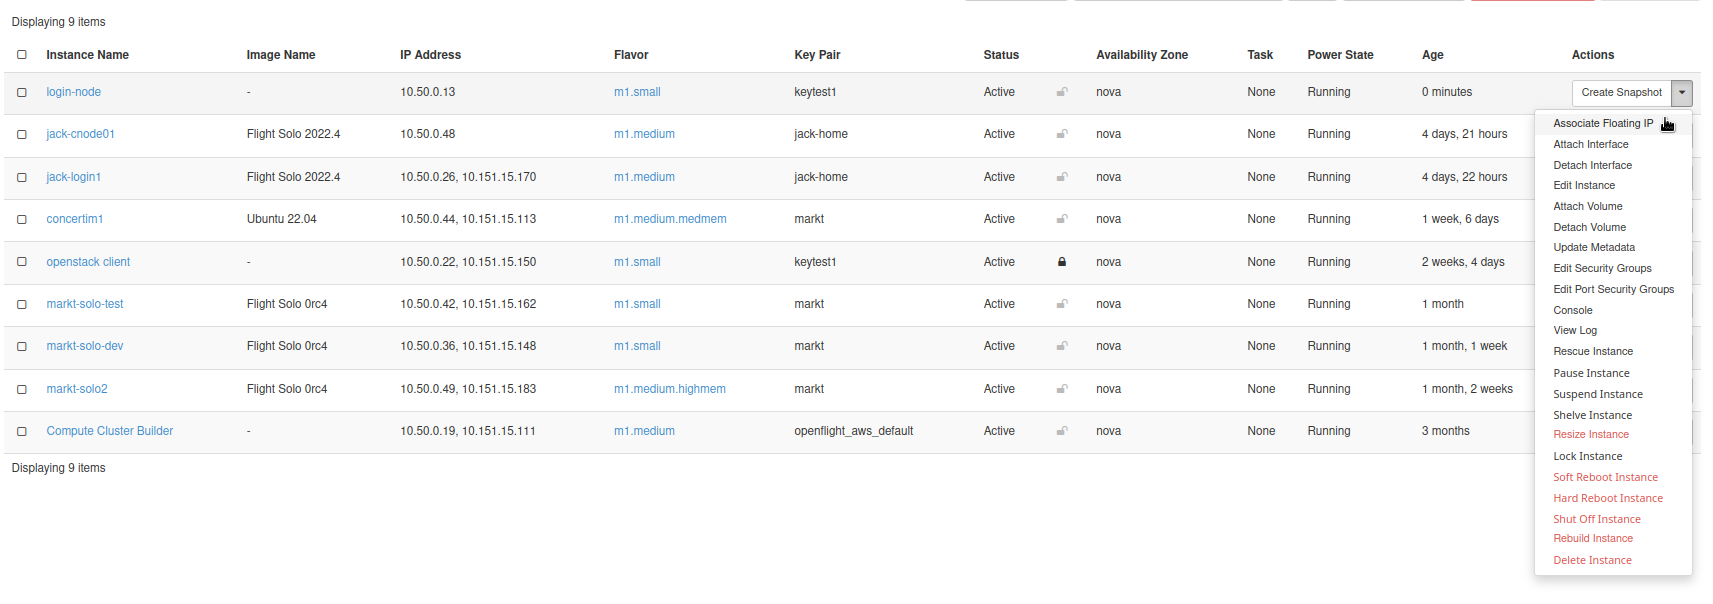 Displaying 9 items
Instance Name Image Name IP Address Flavor Key Pair Status Availability Zone Task Power State Age Actions
login-node - 10.50.0.13 m1.small keytest1 Active nova None Running 0 minutes Create Snapshot
jack-cnode01 Flight Solo 2022.4 10.50.0.48 m1.medium jack-home Active nova None Running 4 days, 21 hours
jack-login1 Flight Solo 2022.4 10.50.0.26, 10.151.15.170 m1.medium jack-home Active nova None Running 4 days, 22 hours
concertim1 Ubuntu 22.04 10.50.0.44, 10.151.15.113 m1.medium.medmem markt Active nova None Running 1 week, 6 days
openstack client - 10.50.0.22, 10.151.15.150 m1.small keytest1 Active nova None Running 2 weeks, 4 days
markt-solo-test Flight Solo 0rc4 10.50.0.42, 10.151.15.162 m1.small markt Active nova None Running 1 month
markt-solo-dev Flight Solo 0rc4 10.50.0.36, 10.151.15.148 m1.small markt Active nova None Running 1 month, 1 week
markt-solo2 Flight Solo 0rc4 10.50.0.49, 10.151.15.183 m1.medium.highmem markt Active nova None Running 1 month, 2 weeks
Compute Cluster Builder - 10.50.0.19, 10.151.15.111 m1.medium openflight_aws_default Active nova None Running 3 months
Displaying 9 items
Associate Floating IP
Attach Interface
Detach Interface
Edit Instance
Attach Volume
Detach Volume
Update Metadata
Edit Security Groups
Edit Port Security Groups
Console
View Log
Rescue Instance
Pause Instance
Suspend Instance
Shelve Instance
Resize Instance
Lock Instance
Soft Reboot Instance
Hard Reboot Instance
Shut Off Instance
Rebuild Instance
Delete Instance